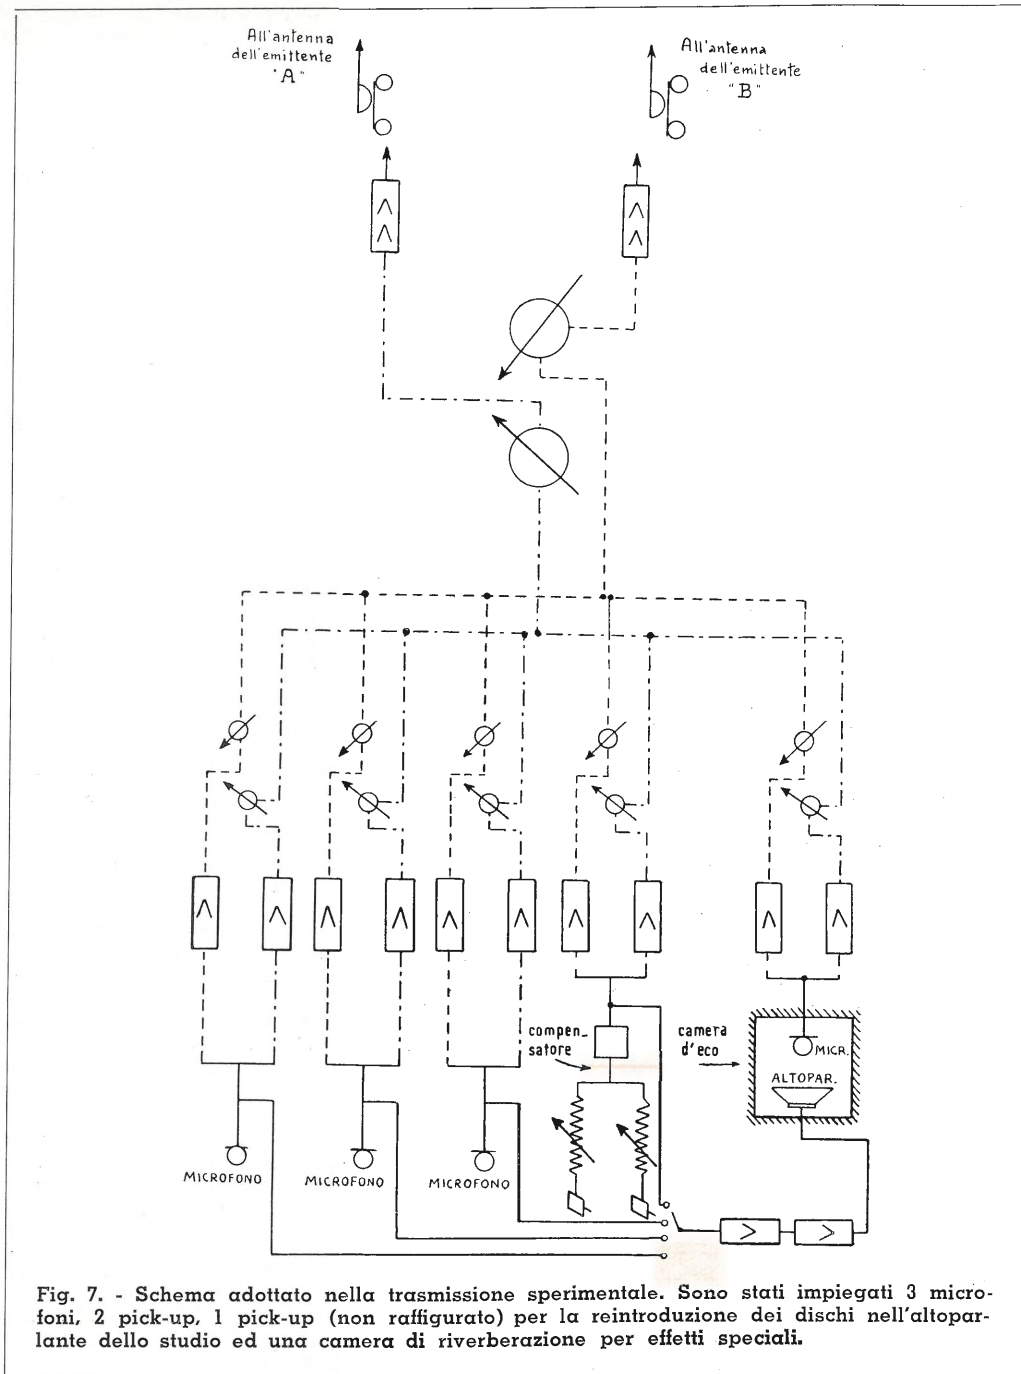 All'antenna
dell'emittente
"A"
All'antenna
dell'emittente
"B"
compen-
satore
camera
d'eco
MICR.
ALTOPAR.
MICROFONO
MICROFONO
MICROFONO
Fig. 7. - Schema adottato nella trasmissione sperimentale. Sono stati impiegati 3 micro-
foni, 2 pick-up, 1 pick-up (non raffigurato) per la reintroduzione dei dischi nell'altopar-
lante dello studio ed una camera di riverberazione per effetti speciali.